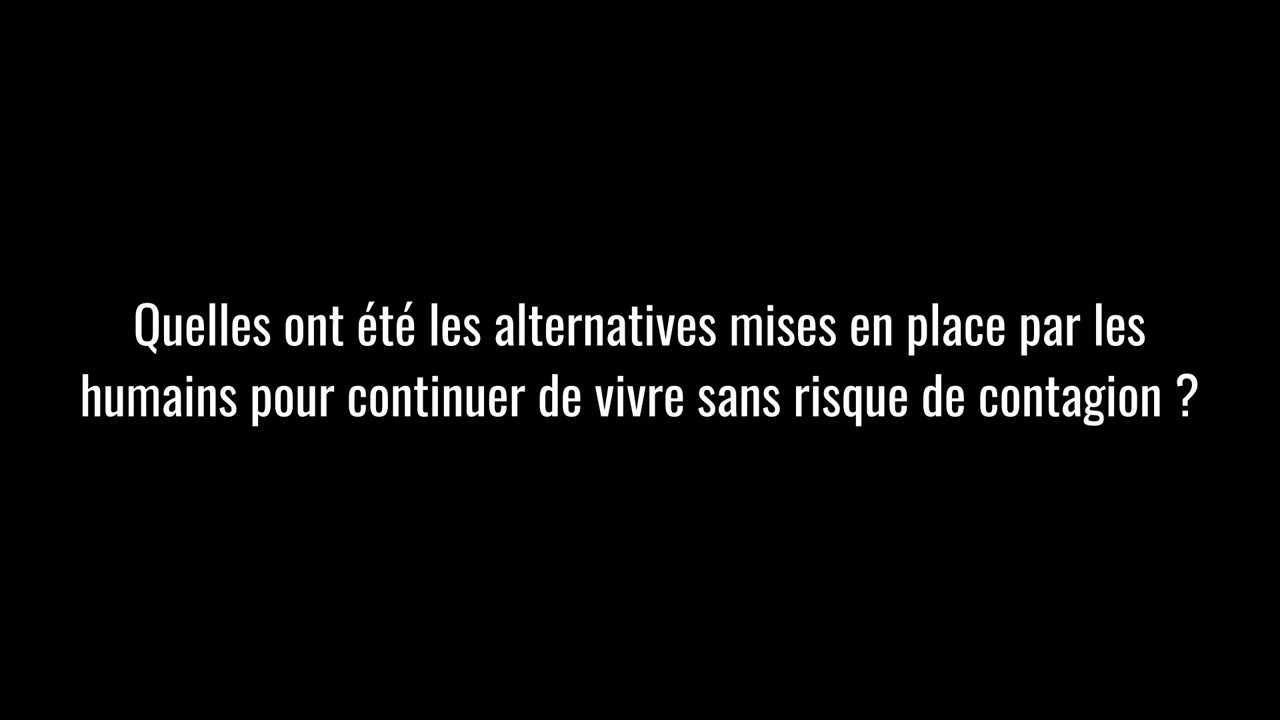 Quelles ont été les alternatives mises en place par les
humains pour continuer de vivre sans risque de contagion ?